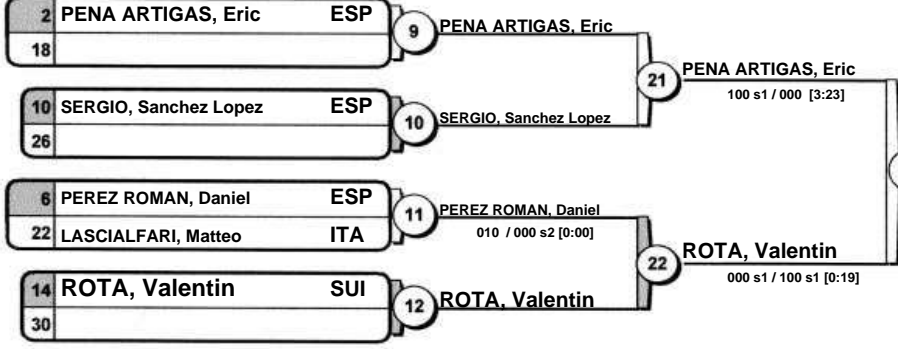 2 PENA ARTIGAS, Eric ESP
18
9
PENA ARTIGAS, Eric
10 SERGIO, Sanchez Lopez ESP
26
10
SERGIO, Sanchez Lopez
21
PENA ARTIGAS, Eric
100 s1 / 000 [3:23]
6 PEREZ ROMAN, Daniel ESP
22 LASCIALFARI, Matteo ITA
11
PEREZ ROMAN, Daniel
010 / 000 s2 [0:00]
14 ROTA, Valentin SUI
30
12
ROTA, Valentin
22
ROTA, Valentin
000 s1 / 100 s1 [0:19]